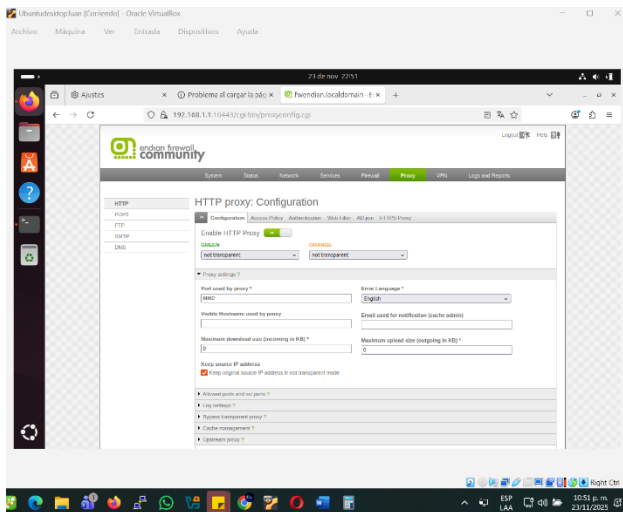 Ubuntudesktop Juan [Corriendo] - Oracle VirtualBox
Archivo Máquina Ver Entrada Dispositivos Ayuda
23 de nov 22:51
Ajustes
Problema al cargar la pág
fwendian.localdomain - E
192.168.1.1:10443/cgi-bin/proxyconfig.cgi
Logout Help
endian firewall
community
System Status Network Services Firewall Proxy VPN Logs and Reports
HTTP
POP3
FTP
SMTP
DNS
HTTP proxy: Configuration
Configuration Access Policy Authentication Web Filter AD join HTTPS Proxy
Enable HTTP Proxy
GREEN ORANGE
not transparent not transparent
Proxy settings ?
Port used by proxy * Error Language *
8080 English
Visible Hostname used by proxy Email used for notification (cache admin)
Maximum download size (incoming in KB) * Maximum upload size (outgoing in KB) *
0 0
Keep source IP address
Keep original source IP address in not transparent mode
Allowed ports and ssl ports ?
Log settings ?
Bypass transparent proxy ?
Cache management ?
Upstream proxy ?
Right Ctrl
ESP
LAA
10:51 p. m.
23/11/2025